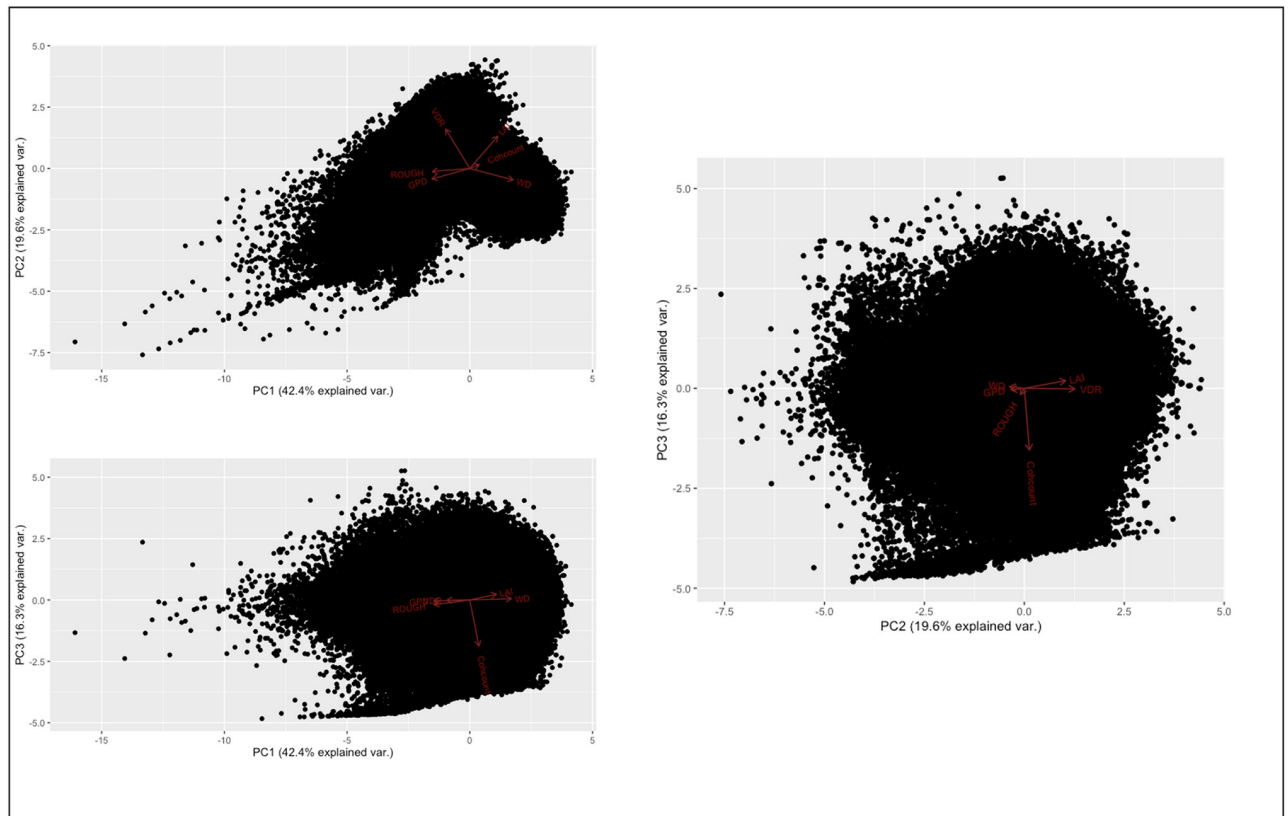 5.0
2.5
0.0
-2.5
-5.0
-7.5
PC2 (19.6% explained var.)
VDR
Cohcount
ROUGH
GPD
WD
-15
-10
-5
0
5
PC1 (42.4% explained var.)
5.0
2.5
0.0
-2.5
-5.0
PC3 (16.3% explained var.)
LAI
WD
ROUGH
Cohcount
-15
-10
-5
0
5
PC1 (42.4% explained var.)
5.0
2.5
0.0
-2.5
-5.0
PC3 (16.3% explained var.)
WD
GPD
LAI
VDR
ROUGH
Cohcount
-7.5
-5.0
-2.5
0.0
2.5
5.0
PC2 (19.6% explained var.)